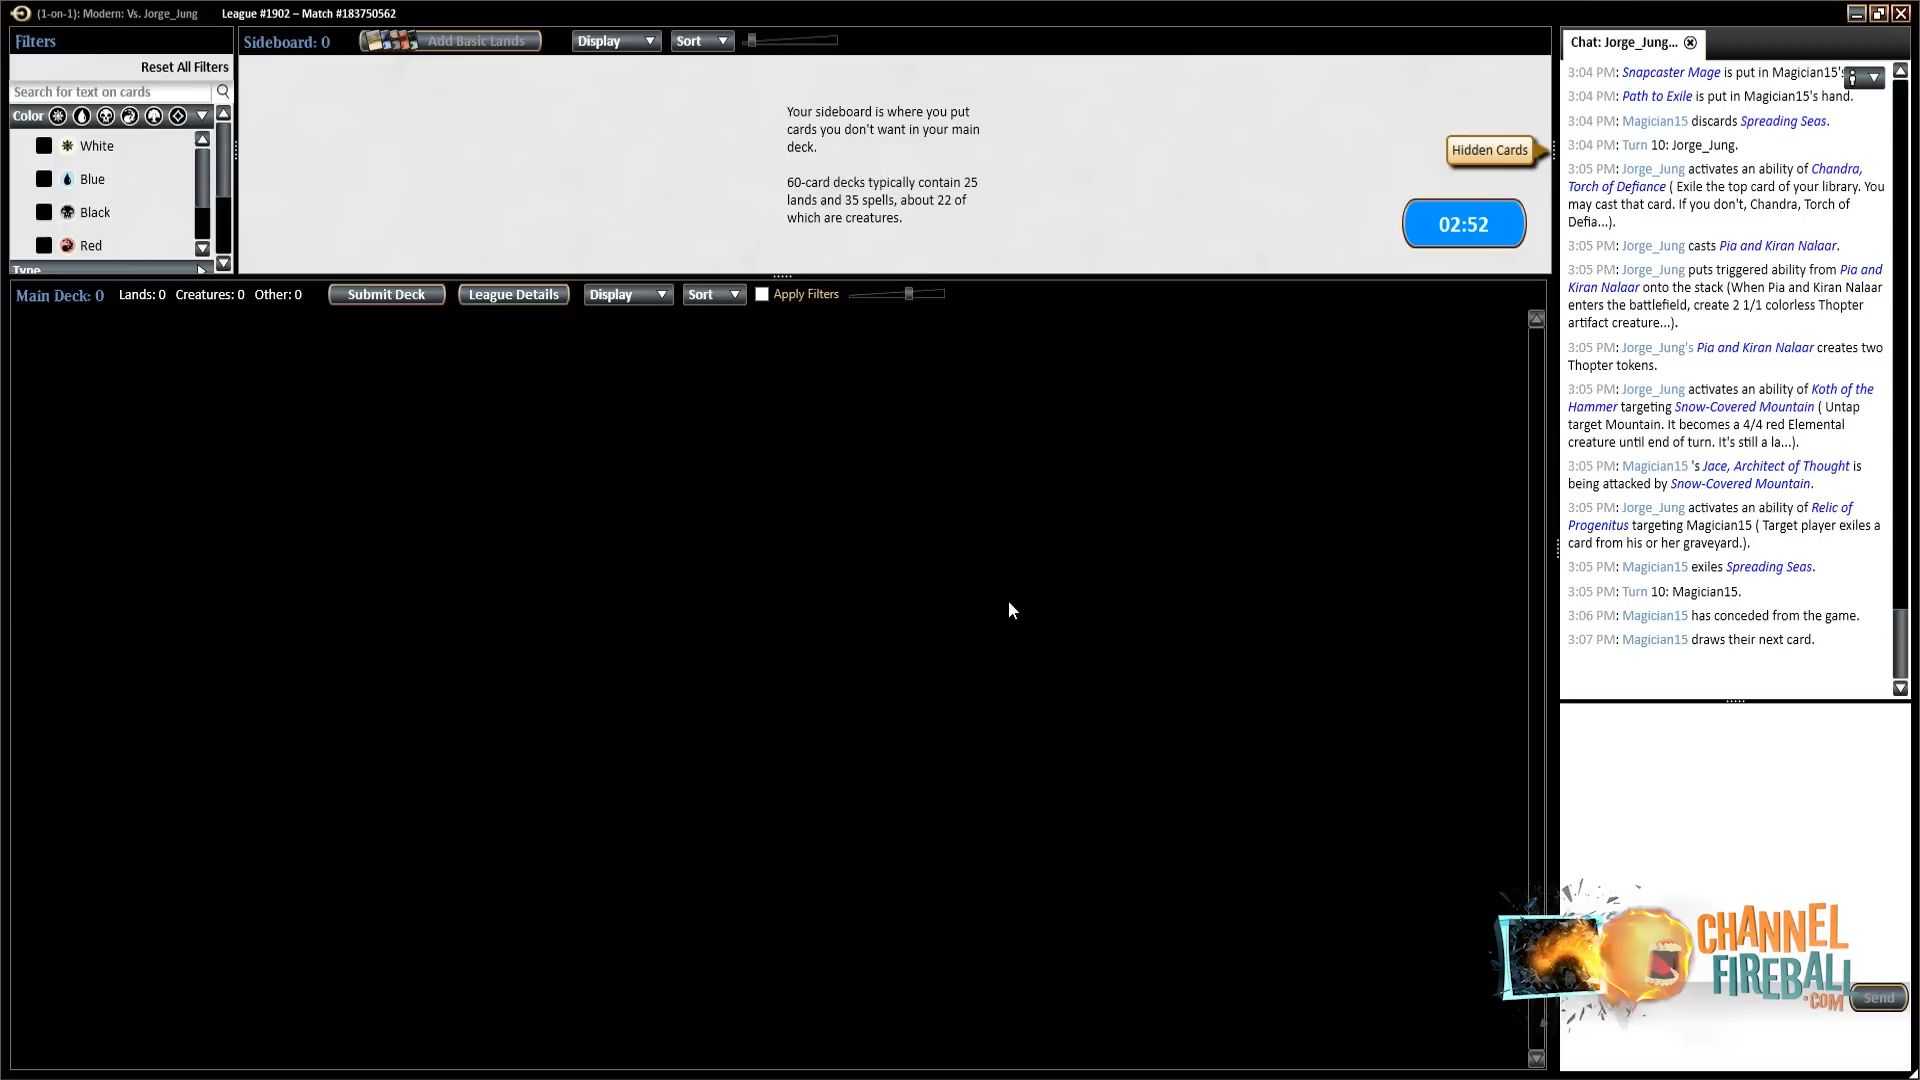 (1-on-1): Modern: Vs. Jorge_Jung
League #1902 – Match #183750562
Filters
Reset All Filters
Search for text on cards
Color
White
Blue
Black
Red
Type
Sideboard: 0
Add Basic Lands
Display
Sort
Your sideboard is where you put
cards you don't want in your main
deck.
60-card decks typically contain 25
lands and 35 spells, about 22 of
which are creatures.
Hidden Cards
02:52
Main Deck: 0
Lands: 0 Creatures: 0 Other: 0
Submit Deck
League Details
Display
Sort
Apply Filters
Chat: Jorge_Jung...
3:04 PM: Snapcaster Mage is put in Magician15's
3:04 PM: Path to Exile is put in Magician15's hand.
3:04 PM: Magician15 discards Spreading Seas.
3:04 PM: Turn 10: Jorge_Jung.
3:05 PM: Jorge_Jung activates an ability of Chandra,
Torch of Defiance ( Exile the top card of your library. You
may cast that card. If you don't, Chandra, Torch of
Defia...).
3:05 PM: Jorge_Jung casts Pia and Kiran Nalaar.
3:05 PM: Jorge_Jung puts triggered ability from Pia and
Kiran Nalaar onto the stack (When Pia and Kiran Nalaar
enters the battlefield, create 2 1/1 colorless Thopter
artifact creature...).
3:05 PM: Jorge_Jung's Pia and Kiran Nalaar creates two
Thopter tokens.
3:05 PM: Jorge_Jung activates an ability of Koth of the
Hammer targeting Snow-Covered Mountain ( Untap
target Mountain. It becomes a 4/4 red Elemental
creature until end of turn. It's still a la...).
3:05 PM: Magician15 's Jace, Architect of Thought is
being attacked by Snow-Covered Mountain.
3:05 PM: Jorge_Jung activates an ability of Relic of
Progenitus targeting Magician15 ( Target player exiles a
card from his or her graveyard.).
3:05 PM: Magician15 exiles Spreading Seas.
3:05 PM: Turn 10: Magician15.
3:06 PM: Magician15 has conceded from the game.
3:07 PM: Magician15 draws their next card.
CHANNEL
FIREBALL
.COM
Send